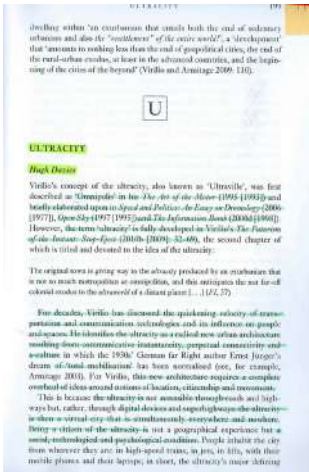 ULTRACITY 195
dwelling within 'an exurbanism that entails both the end of sedentary
urbanism and also the "resettlement" of the entire world!', a 'development'
that 'amounts to nothing less than the end of geopolitical cities, the end of
the rural-urban exodus, at least in the advanced countries, and the begin-
ning of the cities of the beyond' (Virilio and Armitage 2009: 110).
U
ULTRACITY
Hugh Davies
Virilio's concept of the ultracity, also known as 'Ultraville', was first
described as 'Omnipolis' in his The Art of the Motor (1995 [1993]) and
briefly elaborated upon in Speed and Politics: An Essay on Dromology (2006
[1977]), Open Sky (1997 [1995]) and The Information Bomb (2000d [1998]).
However, the term 'ultracity' is fully developed in Virilio's The Futurism
of the Instant: Stop-Eject (2010b [2009]: 32–69), the second chapter of
which is titled and devoted to the idea of the ultracity:
The original town is giving way to the ultracity produced by an exurbanism that
is not so much metropolitan as omnipolitan, and this anticipates the not far-off
colonial exodus to the ultraworld of a distant planet [. . .] (FI, 37)
For decades, Virilio has discussed the quickening velocity of trans-
portation and communication technologies and its influence on people
and spaces. He identifies the ultracity as a radical new urban architecture
resulting from communicative instantaneity, perpetual connectivity and
a culture in which the 1930s' German far Right author Ernst Jünger's
dream of 'total mobilisation' has been normalised (see, for example,
Armitage 2003). For Virilio, this new architecture requires a complete
overhaul of ideas around notions of location, citizenship and movement.
This is because the ultracity is not accessible through roads and high-
ways but, rather, through digital devices and superhighways: the ultracity
is then a virtual city that is simultaneously everywhere and nowhere.
Being a citizen of the ultracity is not a geographical experience but a
social, technological and psychological condition. People inhabit the city
from wherever they are: in high-speed trains, in jets, in lifts, with their
mobile phones and their laptops; in short, the ultracity's major defining